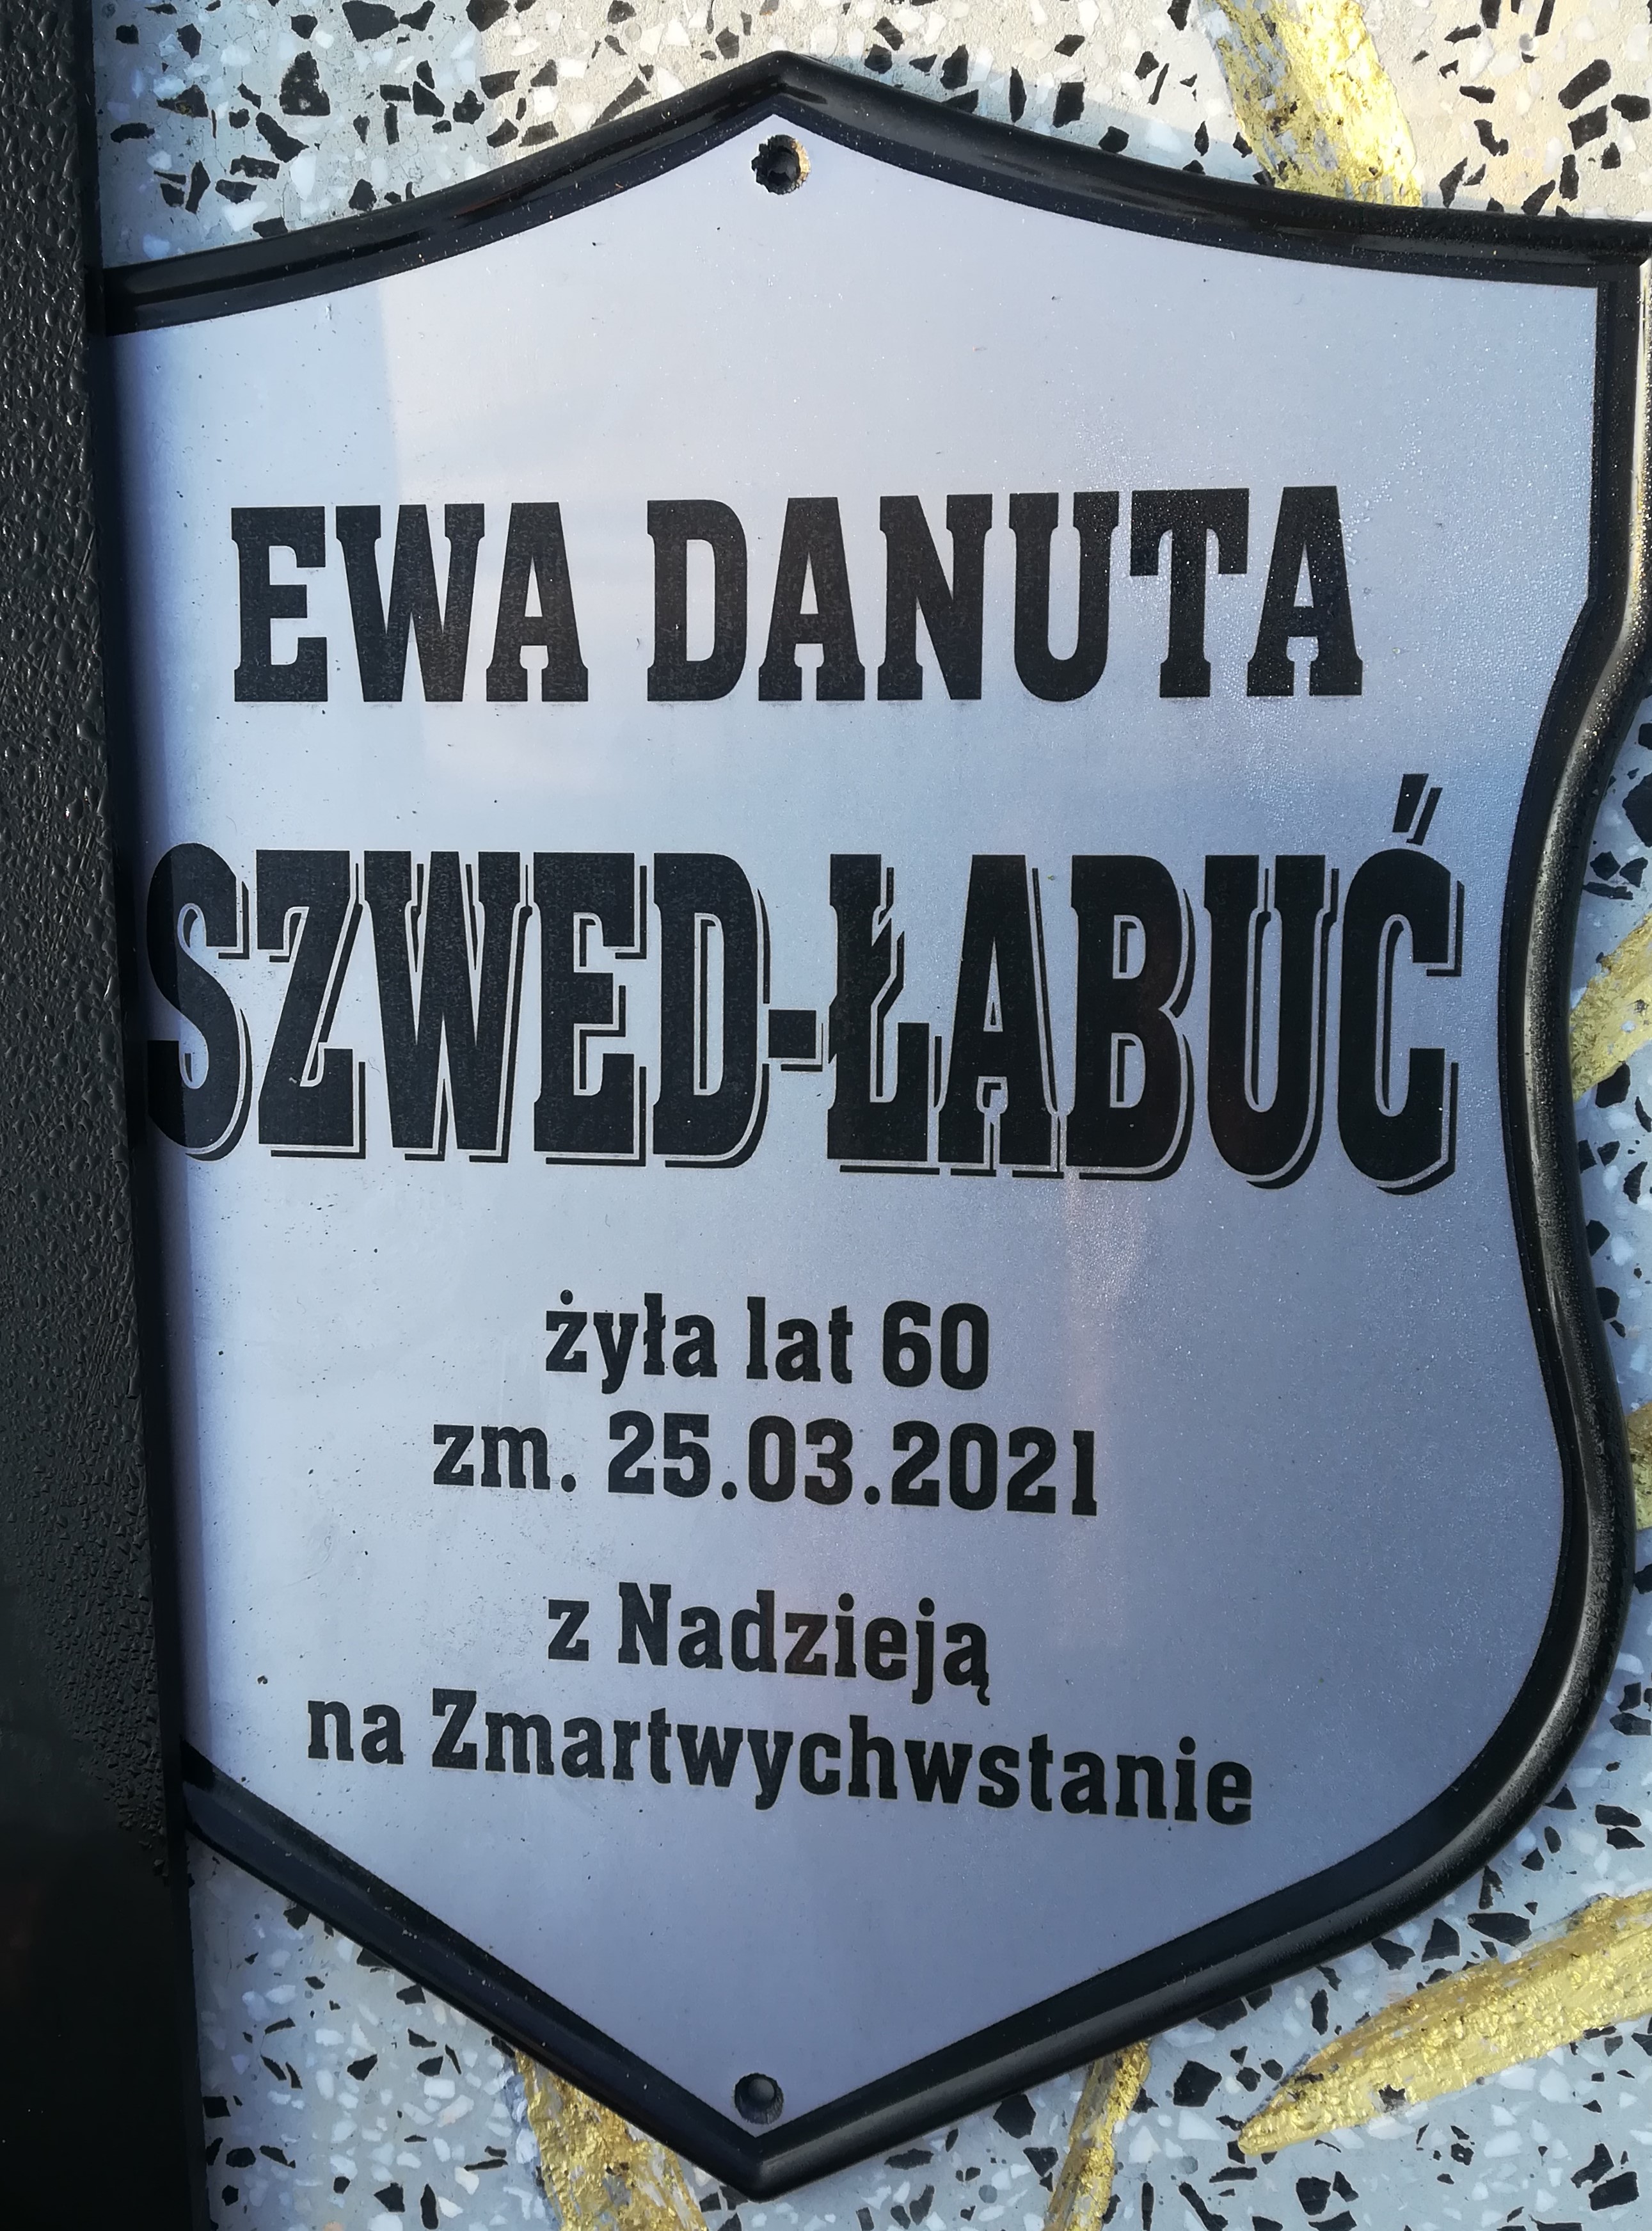 EWA DANUTA
SZWED-ŁABUĆ
żyła lat 60
zm. 25.03.2021
z Nadzieją
na Zmartwychwstanie